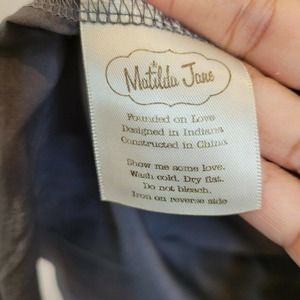 Matilda Jane
Founded on Love
Designed in Indiana
Constructed in China
Show me some love.
Wash cold. Dry flat.
Do not bleach.
Iron on reverse side